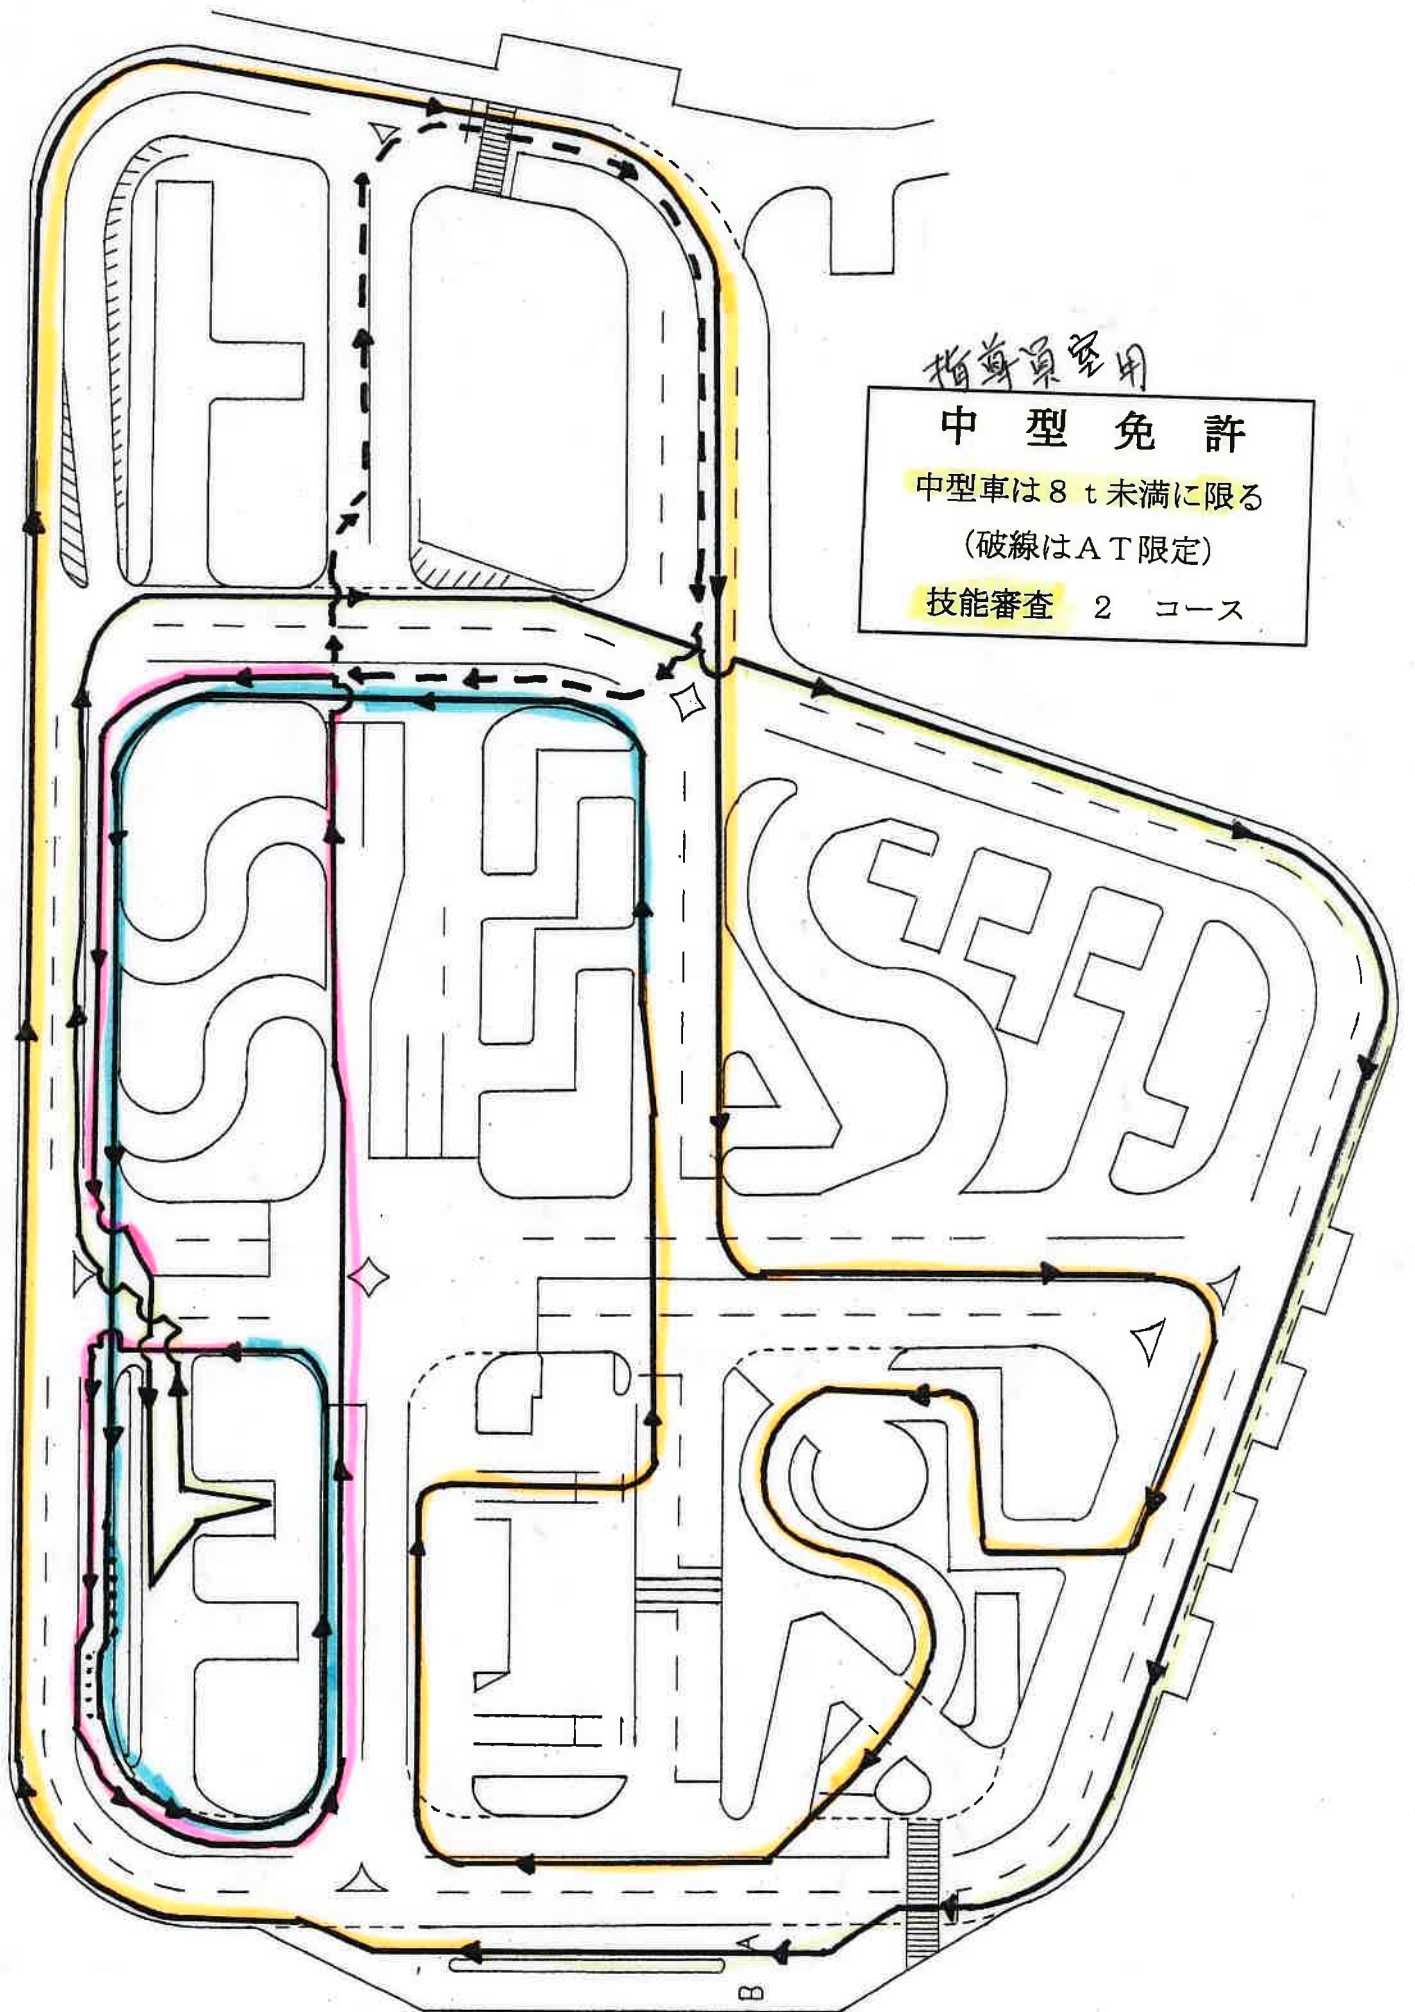 指導員室用
中型免許
中型車は8t未満に限る
(破線はAT限定)
技能審査 2 コース
A
B